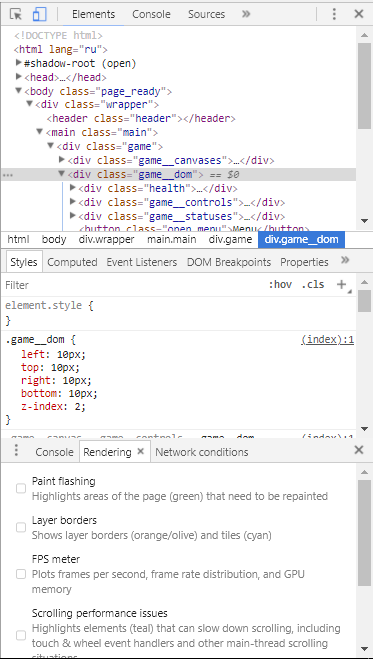 Elements Console Sources »
<!DOCTYPE html>
<html lang="ru">
#shadow-root (open)
<head>…</head>
<body class="page_ready">
<div class="wrapper">
<header class="header"></header>
<main class="main">
<div class="game">
<div class="game__canvases">…</div>
… <div class="game__dom"> == $0
<div class="health">…</div>
<div class="game__controls">…</div>
<div class="game__statuses">…</div>
<button class="open_menu">Menu</button>
html body div.wrapper main.main div.game div.game__dom
Styles Computed Event Listeners DOM Breakpoints Properties »
Filter :hov .cls +
element.style {
}
.game__dom { (index):1
left: 10px;
top: 10px;
right: 10px;
bottom: 10px;
z-index: 2;
}
.game__canvas, .game__controls, .game__dom, (index):1
Console Rendering × Network conditions
Paint flashing
Highlights areas of the page (green) that need to be repainted
Layer borders
Shows layer borders (orange/olive) and tiles (cyan)
FPS meter
Plots frames per second, frame rate distribution, and GPU
memory
Scrolling performance issues
Highlights elements (teal) that can slow down scrolling, including
touch & wheel event handlers and other main-thread scrolling
situations.